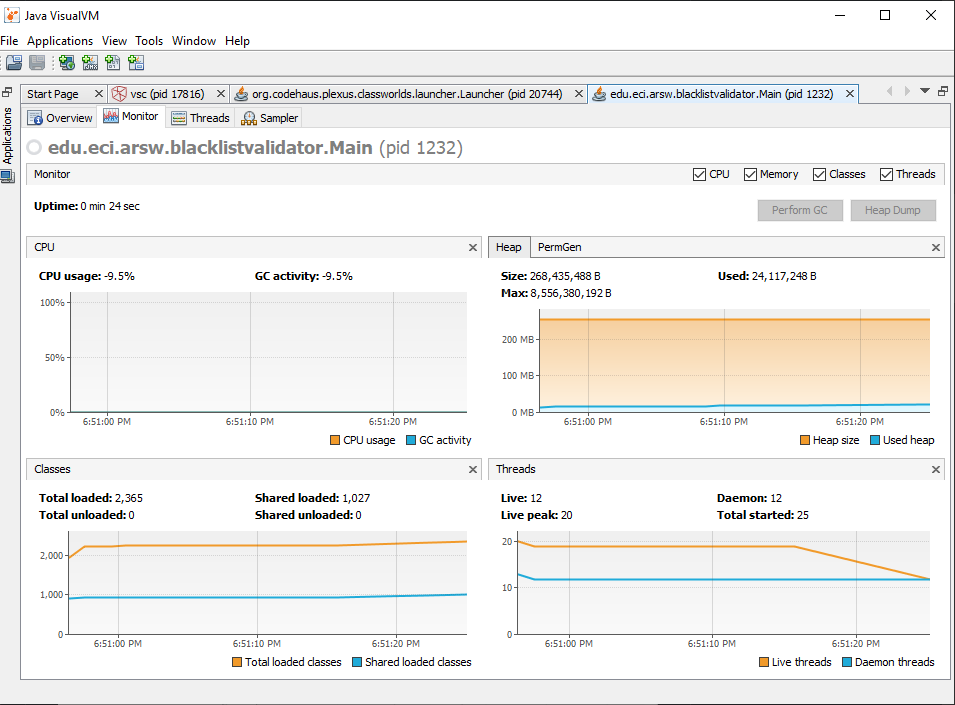 Java VisualVM
File Applications View Tools Window Help
Start Page vsc (pid 17816) org.codehaus.plexus.classworlds.launcher.Launcher (pid 20744) edu.eci.arsw.blacklistvalidator.Main (pid 1232)
Applications
Overview Monitor Threads Sampler
edu.eci.arsw.blacklistvalidator.Main (pid 1232)
Monitor CPU Memory Classes Threads
Uptime: 0 min 24 sec
Perform GC Heap Dump
CPU
CPU usage: -9.5% GC activity: -9.5%
100%
50%
0%
6:51:00 PM 6:51:10 PM 6:51:20 PM
CPU usage GC activity
Heap PermGen
Size: 268,435,488 B Used: 24,117,248 B
Max: 8,556,380,192 B
200 MB
100 MB
0 MB
6:51:00 PM 6:51:10 PM 6:51:20 PM
Heap size Used heap
Classes
Total loaded: 2,365 Shared loaded: 1,027
Total unloaded: 0 Shared unloaded: 0
2,000
1,000
0
6:51:00 PM 6:51:10 PM 6:51:20 PM
Total loaded classes Shared loaded classes
Threads
Live: 12 Daemon: 12
Live peak: 20 Total started: 25
20
10
0
6:51:00 PM 6:51:10 PM 6:51:20 PM
Live threads Daemon threads